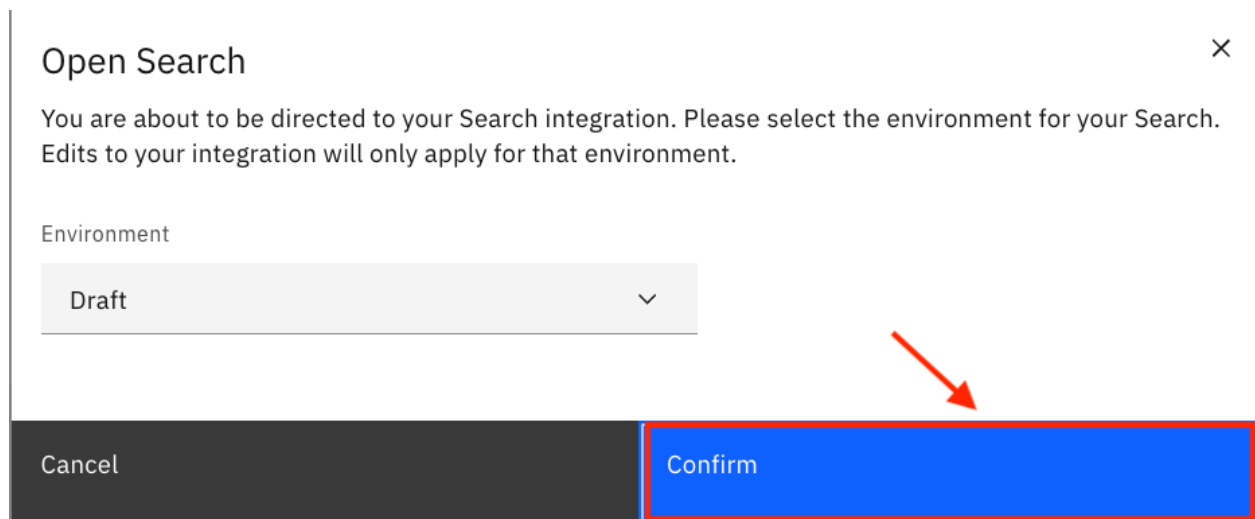 Open Search
You are about to be directed to your Search integration. Please select the environment for your Search.
Edits to your integration will only apply for that environment.
Environment
Draft
Cancel
Confirm